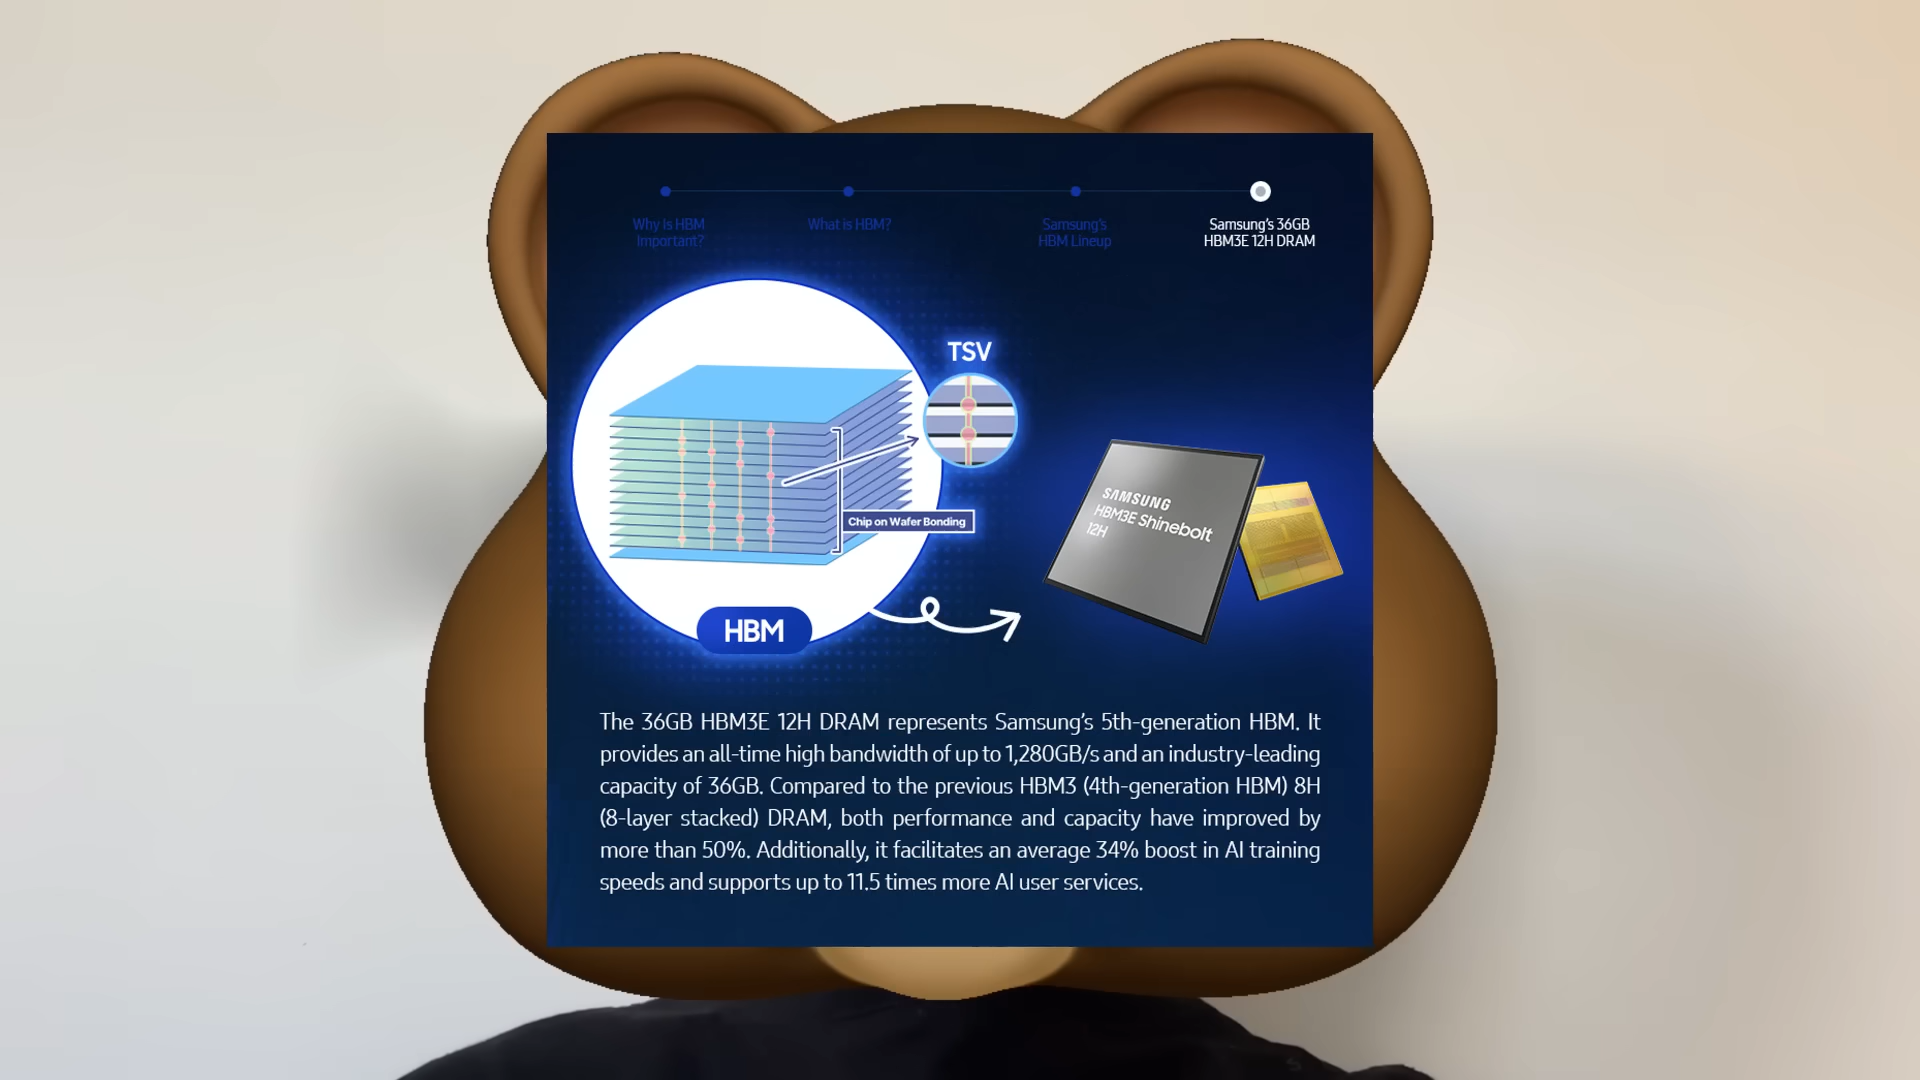 Why Is HBM
Important?
What is HBM?
Samsung's
HBM Lineup
Samsung's 36GB
HBM3E 12H DRAM
TSV
Chip on Wafer Bonding
HBM
SAMSUNG
HBM3E Shinebolt
12H
The 36GB HBM3E 12H DRAM represents Samsung's 5th-generation HBM. It
provides an all-time high bandwidth of up to 1,280GB/s and an industry-leading
capacity of 36GB. Compared to the previous HBM3 (4th-generation HBM) 8H
(8-layer stacked) DRAM, both performance and capacity have improved by
more than 50%. Additionally, it facilitates an average 34% boost in AI training
speeds and supports up to 11.5 times more AI user services.